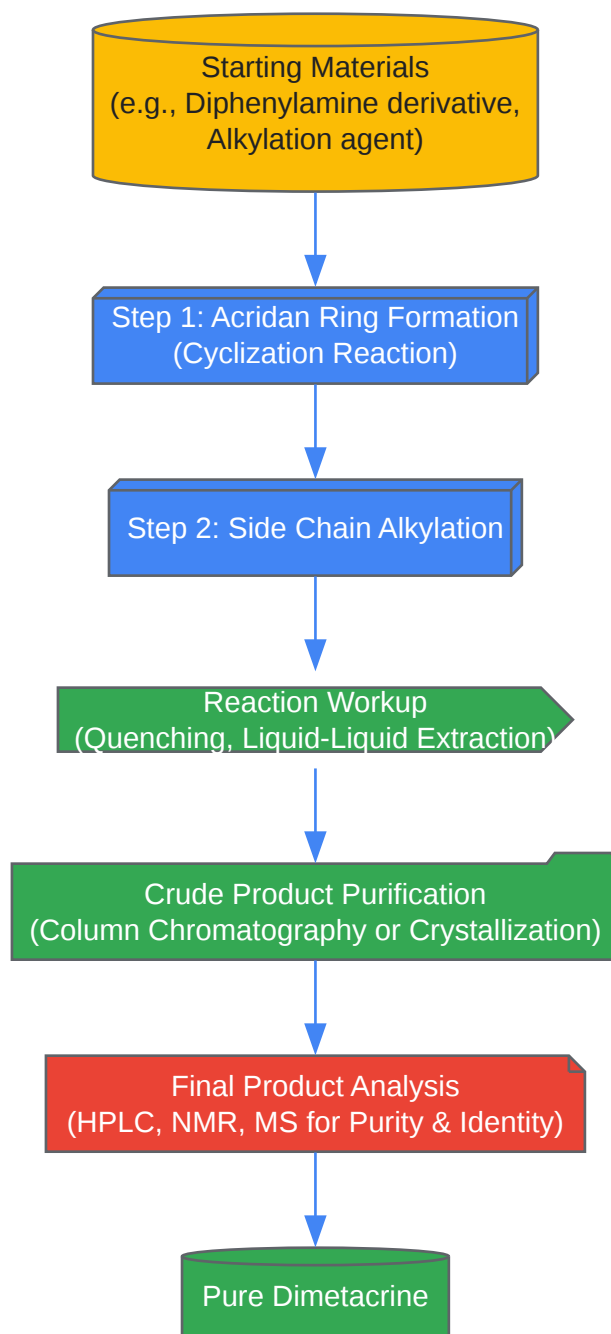 Starting Materials
(e.g., Diphenylamine derivative,
Alkylation agent)
Step 1: Acridan Ring Formation
(Cyclization Reaction)
Step 2: Side Chain Alkylation
Reaction Workup
(Quenching, Liquid-Liquid Extraction)
Crude Product Purification
(Column Chromatography or Crystallization)
Final Product Analysis
(HPLC, NMR, MS for Purity & Identity)
Pure Dimetacrine